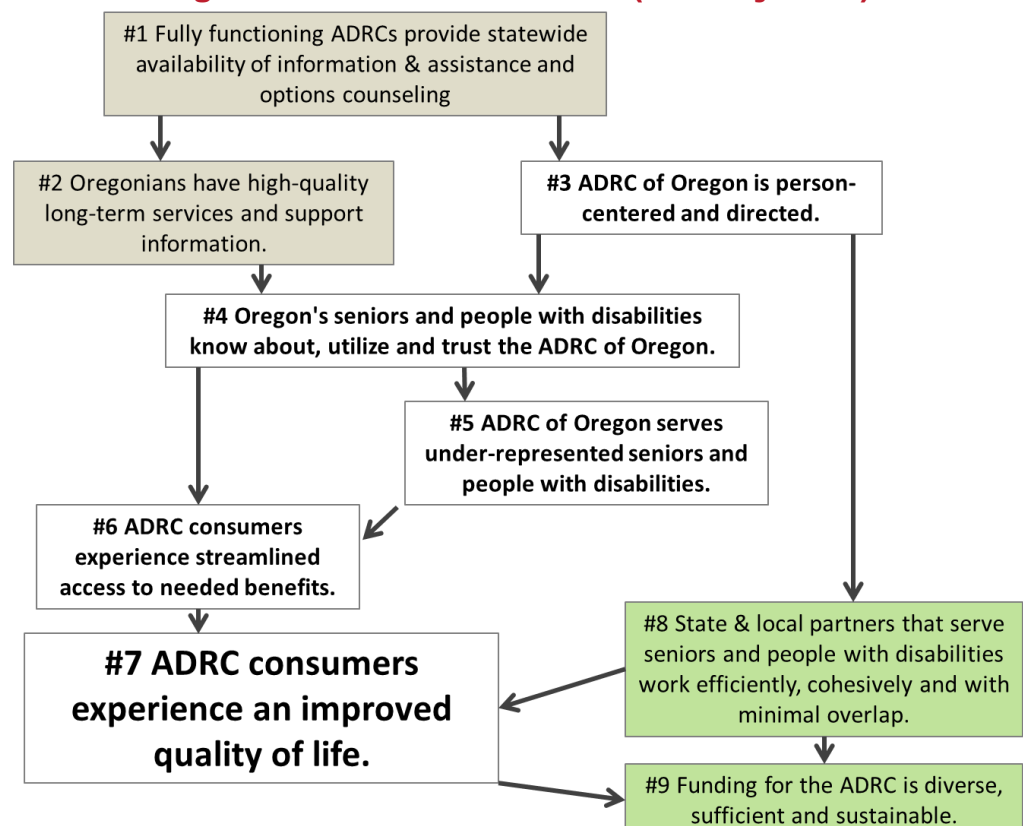 #1 Fully functioning ADRCs provide statewide
availability of information & assistance and
options counseling
#2 Oregonians have high-quality
long-term services and support
information.
#3 ADRC of Oregon is person-
centered and directed.
#4 Oregon's seniors and people with disabilities
know about, utilize and trust the ADRC of Oregon.
#5 ADRC of Oregon serves
under-represented seniors and
people with disabilities.
#6 ADRC consumers
experience streamlined
access to needed benefits.
#7 ADRC consumers
experience an improved
quality of life.
#8 State & local partners that serve
seniors and people with disabilities
work efficiently, cohesively and with
minimal overlap.
#9 Funding for the ADRC is diverse,
sufficient and sustainable.